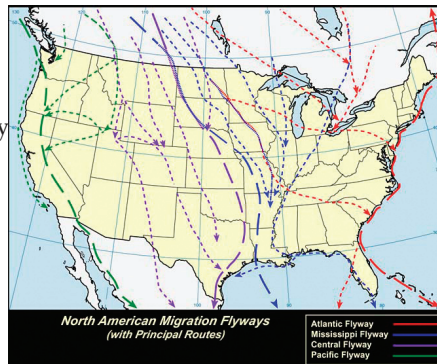 y
North American Migration Flyways
(with Principal Routes)
Atlantic Flyway
Mississippi Flyway
Central Flyway
Pacific Flyway